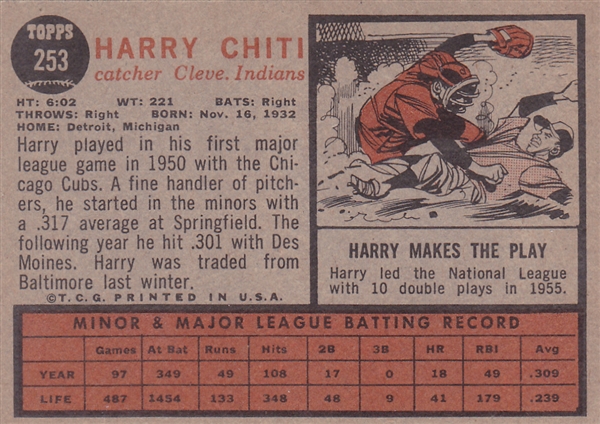 TOPPS
253
HARRY CHITI
catcher Cleve. Indians
HT: 6:02 WT: 221 BATS: Right
THROWS: Right BORN: Nov. 16, 1932
HOME: Detroit, Michigan
Harry played in his first major
league game in 1950 with the Chi-
cago Cubs. A fine handler of pitch-
ers, he started in the minors with
a .317 average at Springfield. The
following year he hit .301 with Des
Moines. Harry was traded from
Baltimore last winter.
©T.C.G. PRINTED IN U.S.A.
HARRY MAKES THE PLAY
Harry led the National League
with 10 double plays in 1955.
MINOR & MAJOR LEAGUE BATTING RECORD
Games At Bat Runs Hits 2B 3B HR RBI Avg
YEAR 97 349 49 108 17 0 18 49 .309
LIFE 487 1454 133 348 48 9 41 179 .239